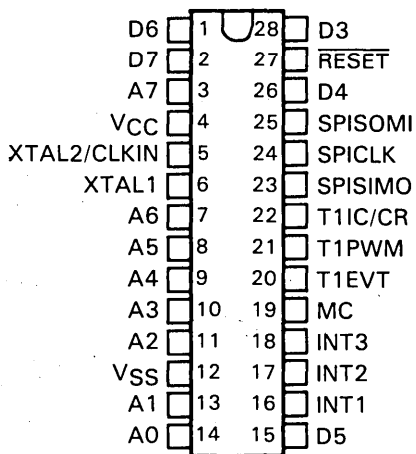 D6 1 28 D3
D7 2 27 RESET
A7 3 26 D4
VCC 4 25 SPISOMI
XTAL2/CLKIN 5 24 SPICLK
XTAL1 6 23 SPISIMO
A6 7 22 T1IC/CR
A5 8 21 T1PWM
A4 9 20 T1EVT
A3 10 19 MC
A2 11 18 INT3
VSS 12 17 INT2
A1 13 16 INT1
A0 14 15 D5